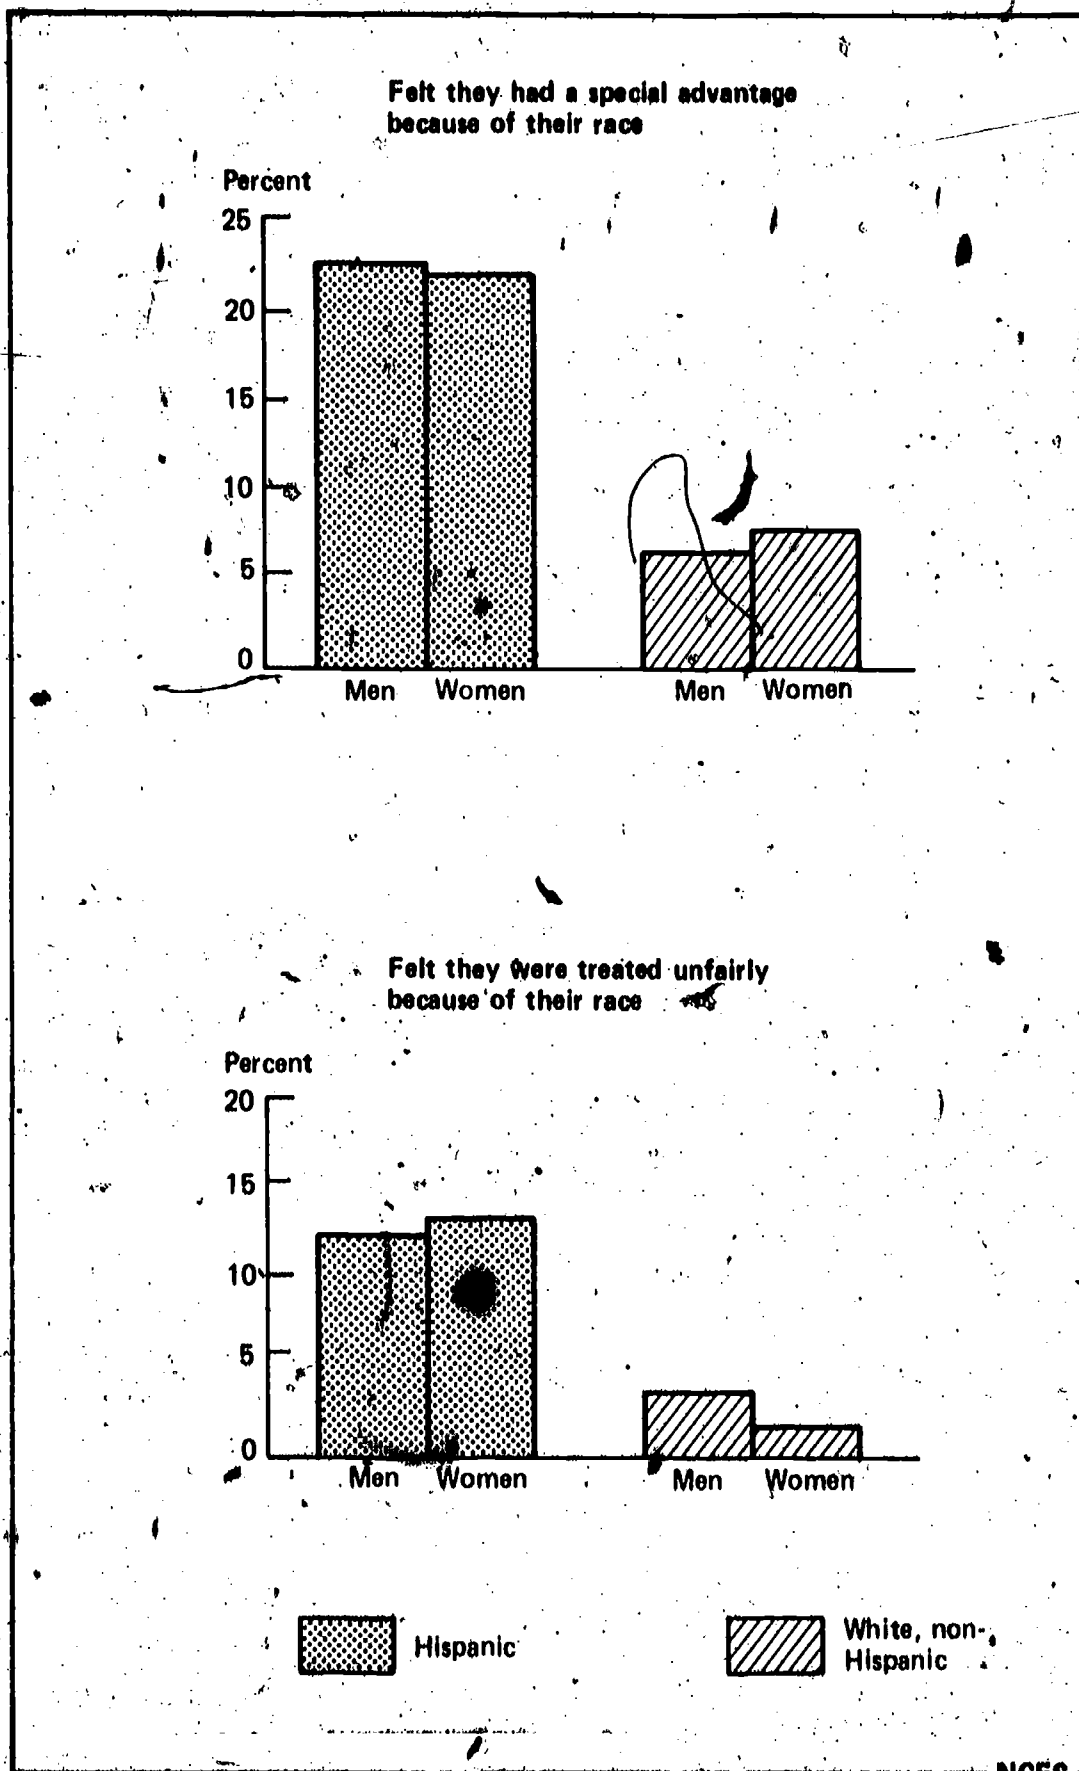 Felt they had a special advantage
because of their race
Percent
25
20
15
10
5
0
Men Women
Men Women
Felt they were treated unfairly
because of their race
Percent
20
15
10
5
0
Men Women
Men Women
Hispanic
White, non-
Hispanic